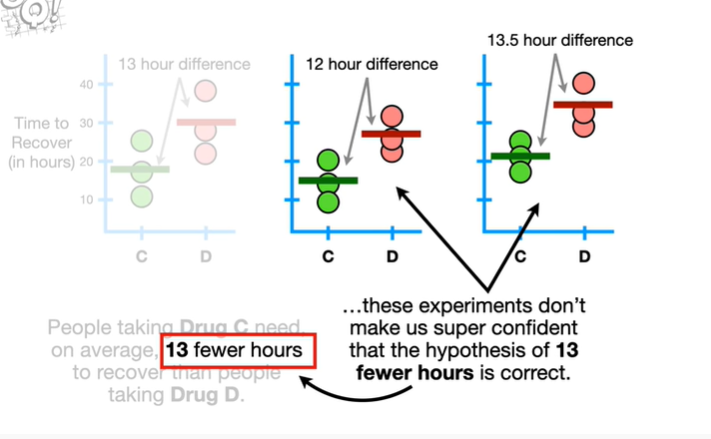 13.5 hour difference
13 hour difference
12 hour difference
40
30
20
10
Time to
Recover
(in hours)
C
D
C
D
C
D
People taking Drug C need,
on average, 13 fewer hours
to recover than people
taking Drug D.
…these experiments don’t
make us super confident
that the hypothesis of 13
fewer hours is correct.